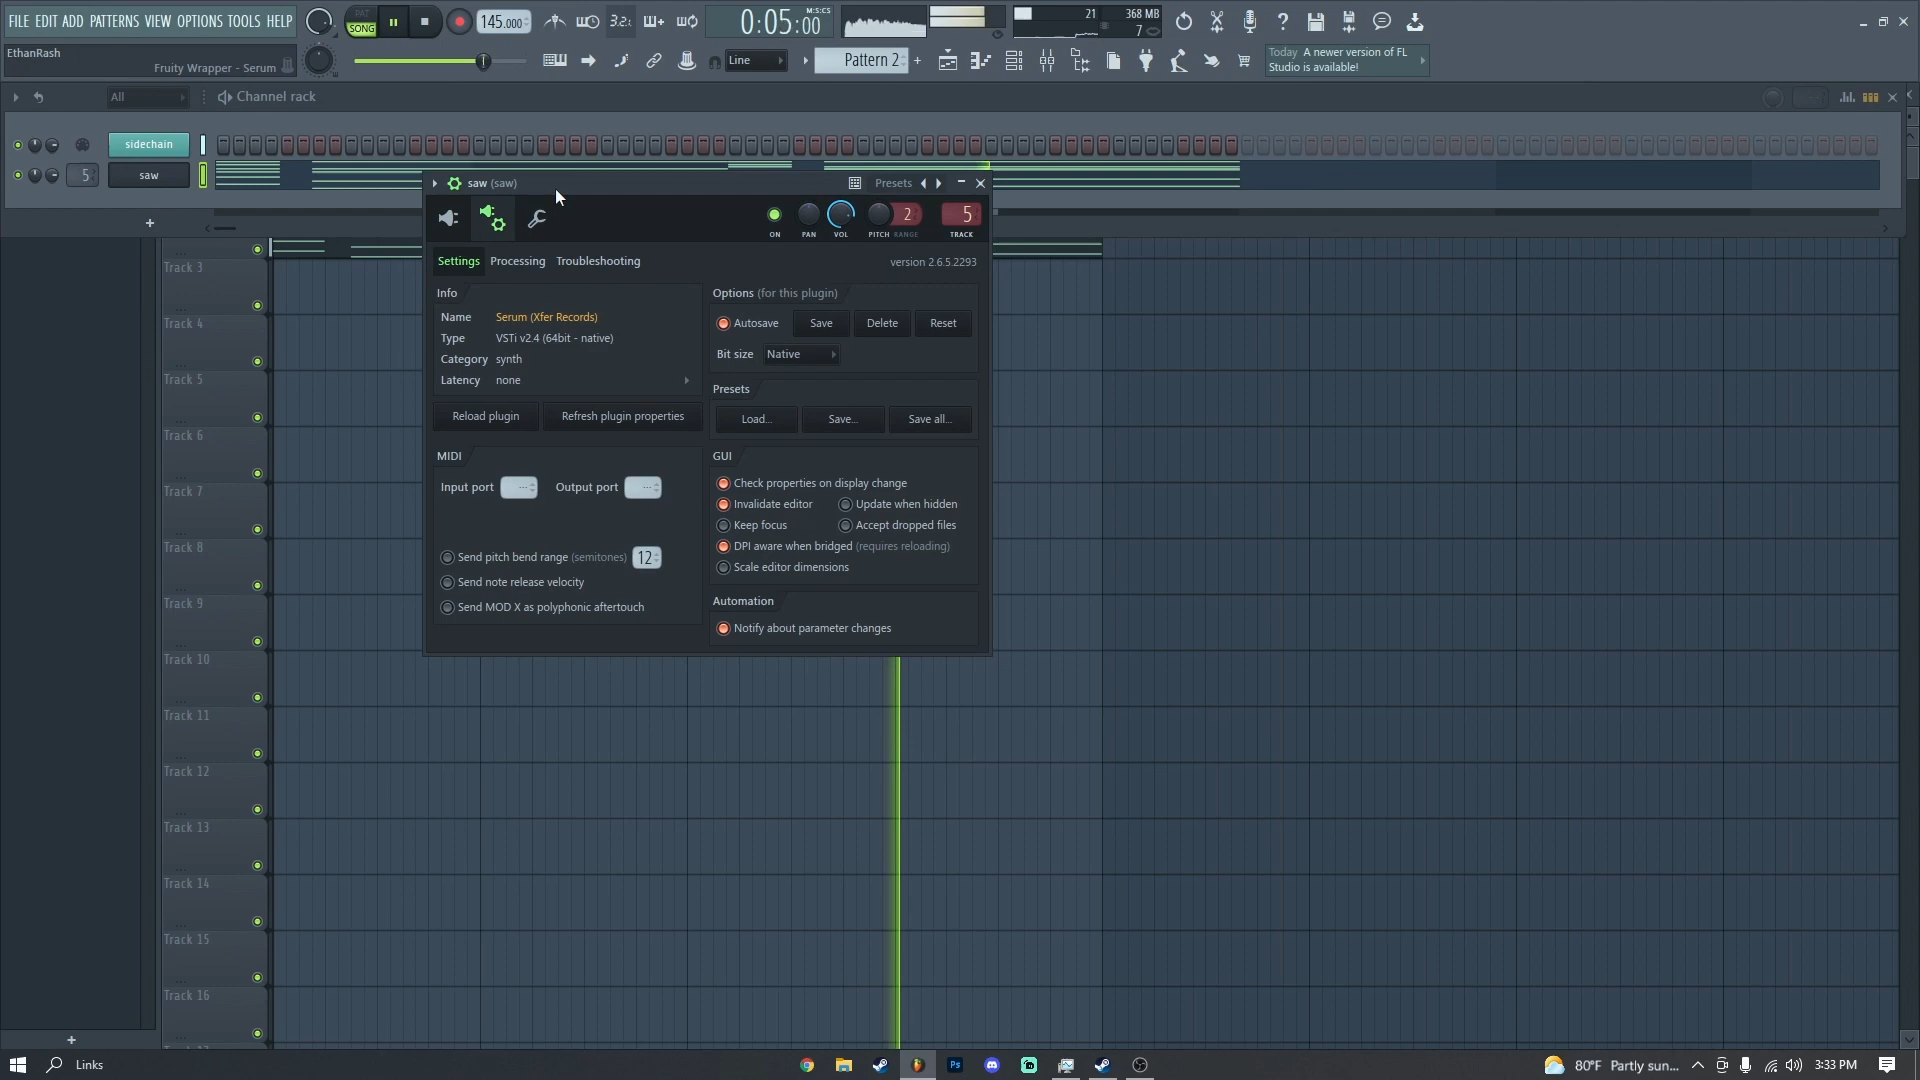 FILE EDIT ADD PATTERNS VIEW OPTIONS TOOLS HELP
PAT
SONG
145.000
3.2.1
0:05:00
M:S:CS
21
368 MB
7
EthanRash
Fruity Wrapper - Serum
Line
Pattern 2
+
Today A newer version of FL
Studio is available!
All
Channel rack
sidechain
5
saw
+
saw (saw)
Presets
ON
PAN
VOL
PITCH
RANGE
2
5
TRACK
Settings
Processing
Troubleshooting
version 2.6.5.2293
Info
Name
Serum (Xfer Records)
Type
VSTi v2.4 (64bit - native)
Category
synth
Latency
none
Reload plugin
Refresh plugin properties
MIDI
Input port
---
Output port
---
Send pitch bend range (semitones)
12
Send note release velocity
Send MOD X as polyphonic aftertouch
Options (for this plugin)
Autosave
Save
Delete
Reset
Bit size
Native
Presets
Load...
Save...
Save all...
GUI
Check properties on display change
Invalidate editor
Update when hidden
Keep focus
Accept dropped files
DPI aware when bridged (requires reloading)
Scale editor dimensions
Automation
Notify about parameter changes
Track 3
Track 4
Track 5
Track 6
Track 7
Track 8
Track 9
Track 10
Track 11
Track 12
Track 13
Track 14
Track 15
Track 16
+
Links
Ps
80°F Partly sun...
3:33 PM